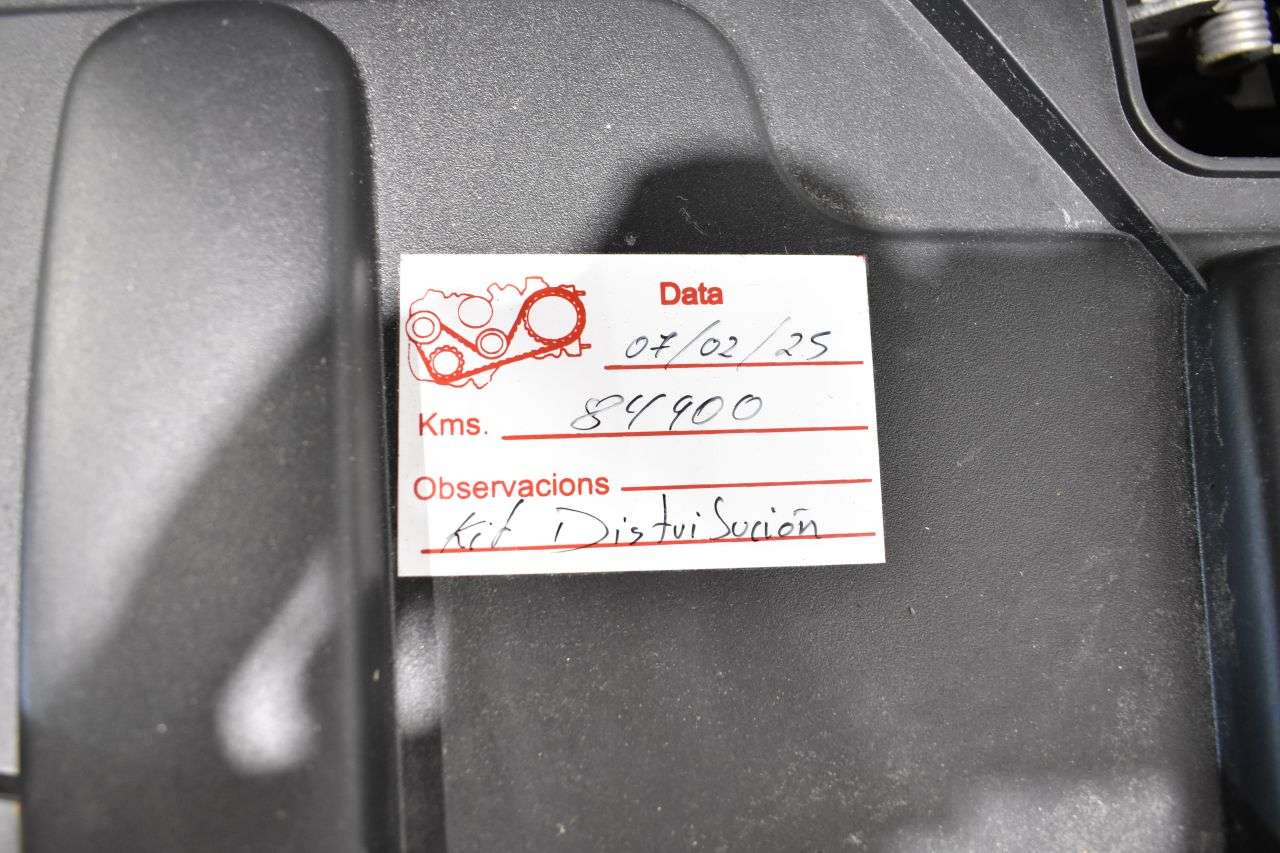 Data
07/02/25
Kms. 84900
Observacions
Kit Distribución